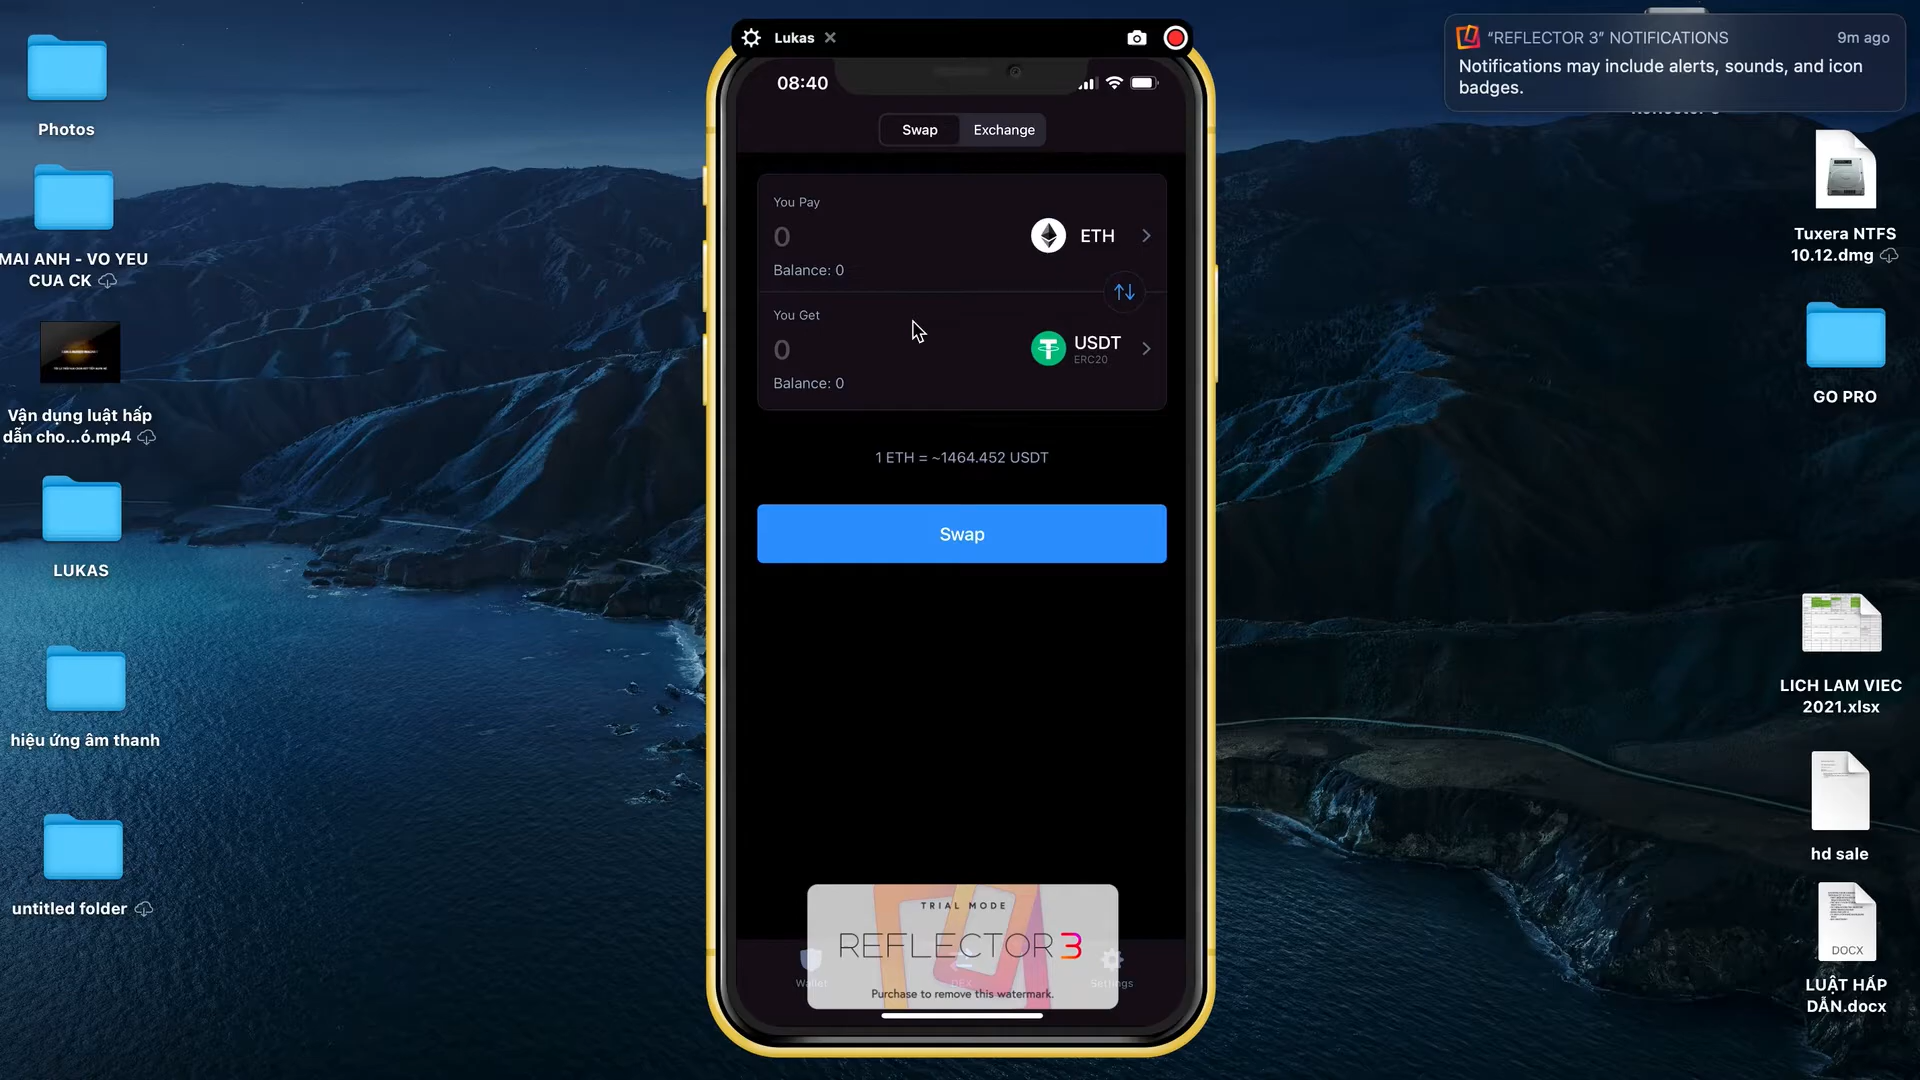 Lukas
"REFLECTOR 3" NOTIFICATIONS
9m ago
Notifications may include alerts, sounds, and icon
badges.
08:40
Swap
Exchange
You Pay
0
ETH
Balance: 0
You Get
0
USDT
ERC20
Balance: 0
1 ETH = ~1464.452 USDT
Swap
TRIAL MODE
REFLECTOR 3
Purchase to remove this watermark.
Wallet
Settings
Photos
MAI ANH - VO YEU
CUA CK
Vận dụng luật hấp
dẫn cho...ó.mp4
LUKAS
hiệu ứng âm thanh
untitled folder
Tuxera NTFS
10.12.dmg
GO PRO
LICH LAM VIEC
2021.xlsx
hd sale
DOCX
LUẬT HẤP
DẪN.docx